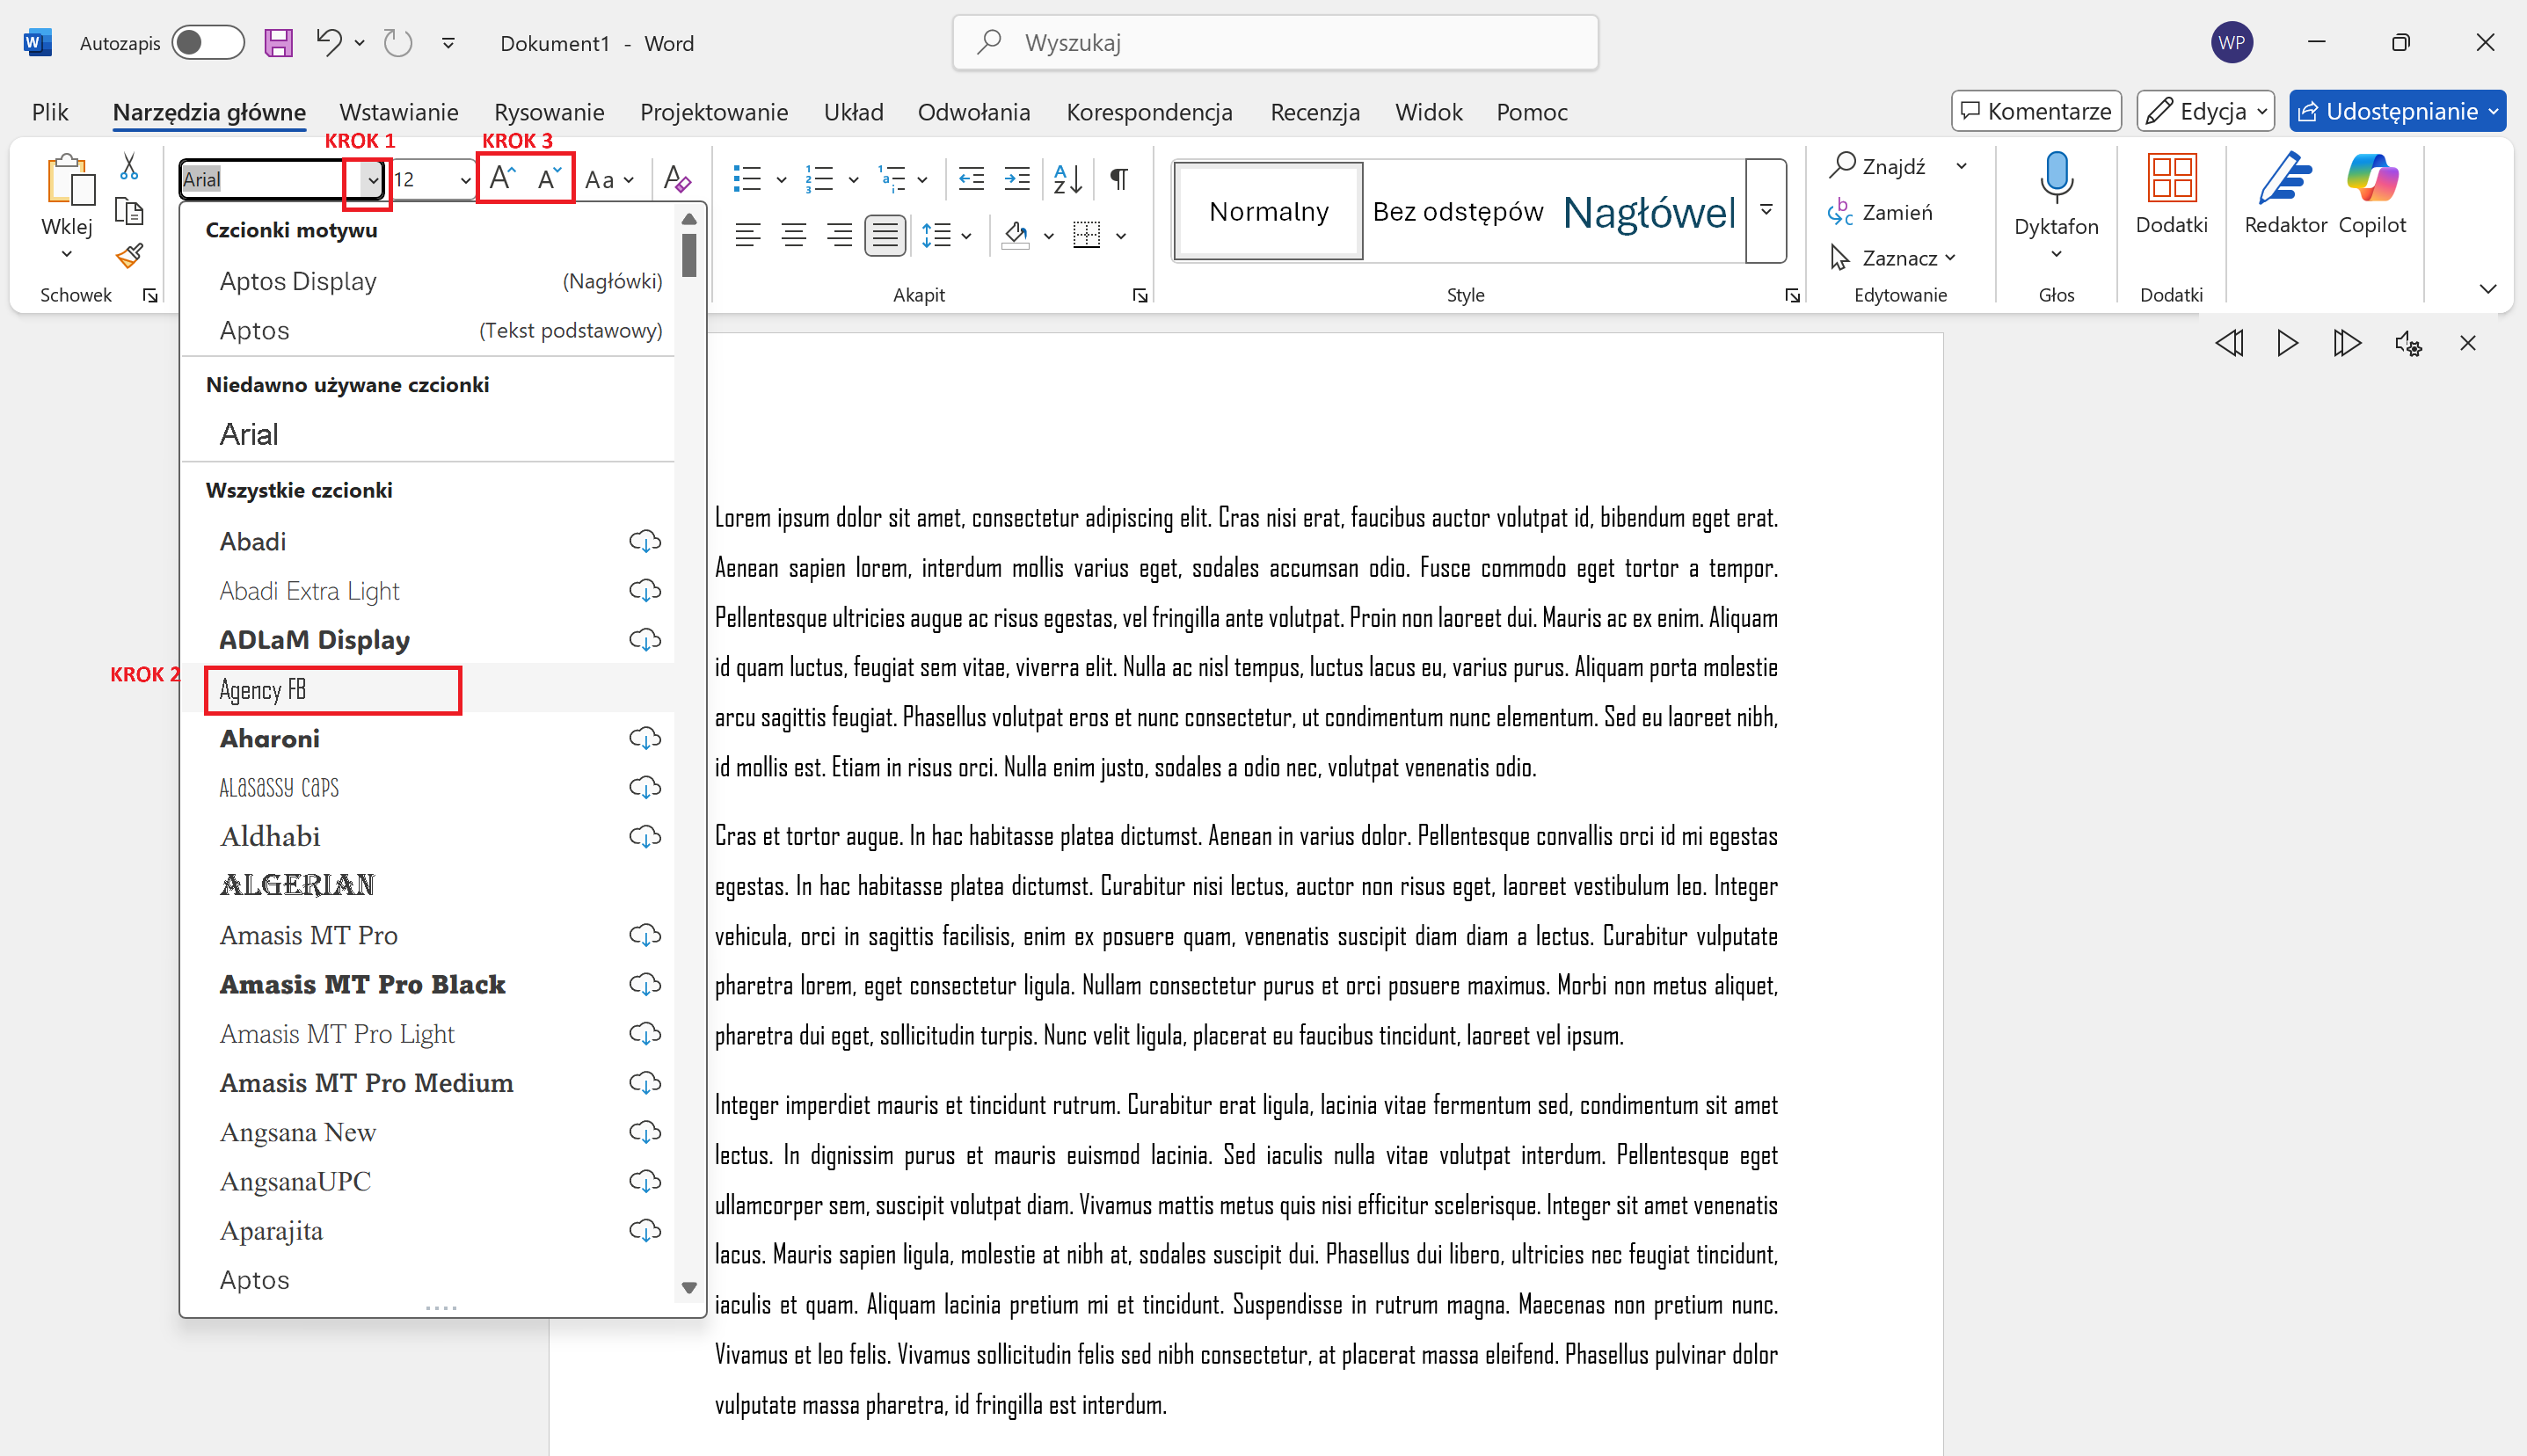 Autozapis
Dokument1 - Word
Wyszukaj
WP
Plik Narzędzia główne Wstawianie Rysowanie Projektowanie Układ Odwołania Korespondencja Recenzja Widok Pomoc
Komentarze Edycja Udostępnianie
KROK 1 KROK 3
Wklej
Schowek
Arial
12
Aa
Akapit
Normalny Bez odstępów Nagłówel
Style
Znajdź
Zamień
Zaznacz
Edytowanie
Dyktafon
Głos
Dodatki
Dodatki
Redaktor
Copilot
Czcionki motywu
Aptos Display (Nagłówki)
Aptos (Tekst podstawowy)
Niedawno używane czcionki
Arial
Wszystkie czcionki
Abadi
Abadi Extra Light
ADLaM Display
KROK 2
Agency FB
Aharoni
Alasassy Caps
Aldhabi
ALGERIAN
Amasis MT Pro
Amasis MT Pro Black
Amasis MT Pro Light
Amasis MT Pro Medium
Angsana New
AngsanaUPC
Aparajita
Aptos
Lorem ipsum dolor sit amet, consectetur adipiscing elit. Cras nisi erat, faucibus auctor volutpat id, bibendum eget erat.
Aenean sapien lorem, interdum mollis varius eget, sodales accumsan odio. Fusce commodo eget tortor a tempor.
Pellentesque ultricies augue ac risus egestas, vel fringilla ante volutpat. Proin non laoreet dui. Mauris ac ex enim. Aliquam
id quam luctus, feugiat sem vitae, viverra elit. Nulla ac nisl tempus, luctus lacus eu, varius purus. Aliquam porta molestie
arcu sagittis feugiat. Phasellus volutpat eros et nunc consectetur, ut condimentum nunc elementum. Sed eu laoreet nibh,
id mollis est. Etiam in risus orci. Nulla enim justo, sodales a odio nec, volutpat venenatis odio.
Cras et tortor augue. In hac habitasse platea dictumst. Aenean in varius dolor. Pellentesque convallis orci id mi egestas
egestas. In hac habitasse platea dictumst. Curabitur nisi lectus, auctor non risus eget, laoreet vestibulum leo. Integer
vehicula, orci in sagittis facilisis, enim ex posuere quam, venenatis suscipit diam diam a lectus. Curabitur vulputate
pharetra lorem, eget consectetur ligula. Nullam consectetur purus et orci posuere maximus. Morbi non metus aliquet,
pharetra dui eget, sollicitudin turpis. Nunc velit ligula, placerat eu faucibus tincidunt, laoreet vel ipsum.
Integer imperdiet mauris et tincidunt rutrum. Curabitur erat ligula, lacinia vitae fermentum sed, condimentum sit amet
lectus. In dignissim purus et mauris euismod lacinia. Sed iaculis nulla vitae volutpat interdum. Pellentesque eget
ullamcorper sem, suscipit volutpat diam. Vivamus mattis metus quis nisi efficitur scelerisque. Integer sit amet venenatis
lacus. Mauris sapien ligula, molestie at nibh at, sodales suscipit dui. Phasellus dui libero, ultricies nec feugiat tincidunt,
iaculis et quam. Aliquam lacinia pretium mi et tincidunt. Suspendisse in rutrum magna. Maecenas non pretium nunc.
Vivamus et leo felis. Vivamus sollicitudin felis sed nibh consectetur, at placerat massa eleifend. Phasellus pulvinar dolor
vulputate massa pharetra, id fringilla est interdum.